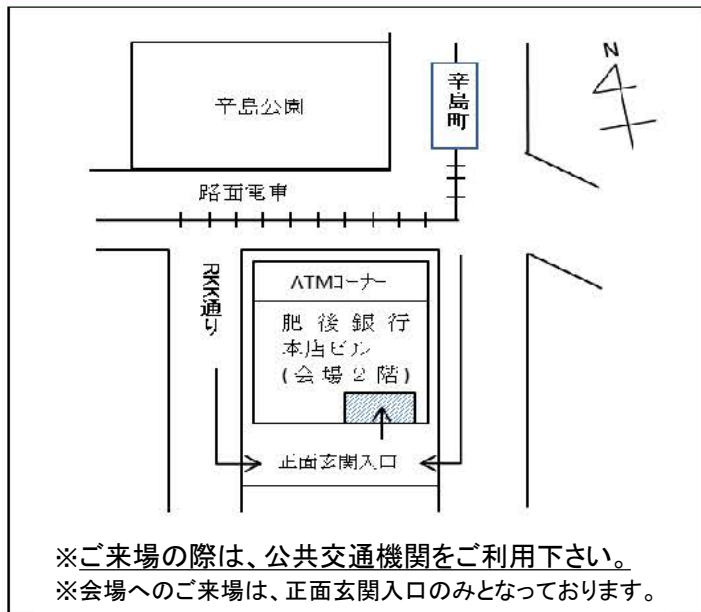 N
辛島町
辛島公園
路面電車
RKK通り
ATMコーナー
肥後銀行
本店ビル
(会場2階)
正面玄関入口
※ご来場の際は、公共交通機関をご利用下さい。
※会場へのご来場は、正面玄関入口のみとなっております。